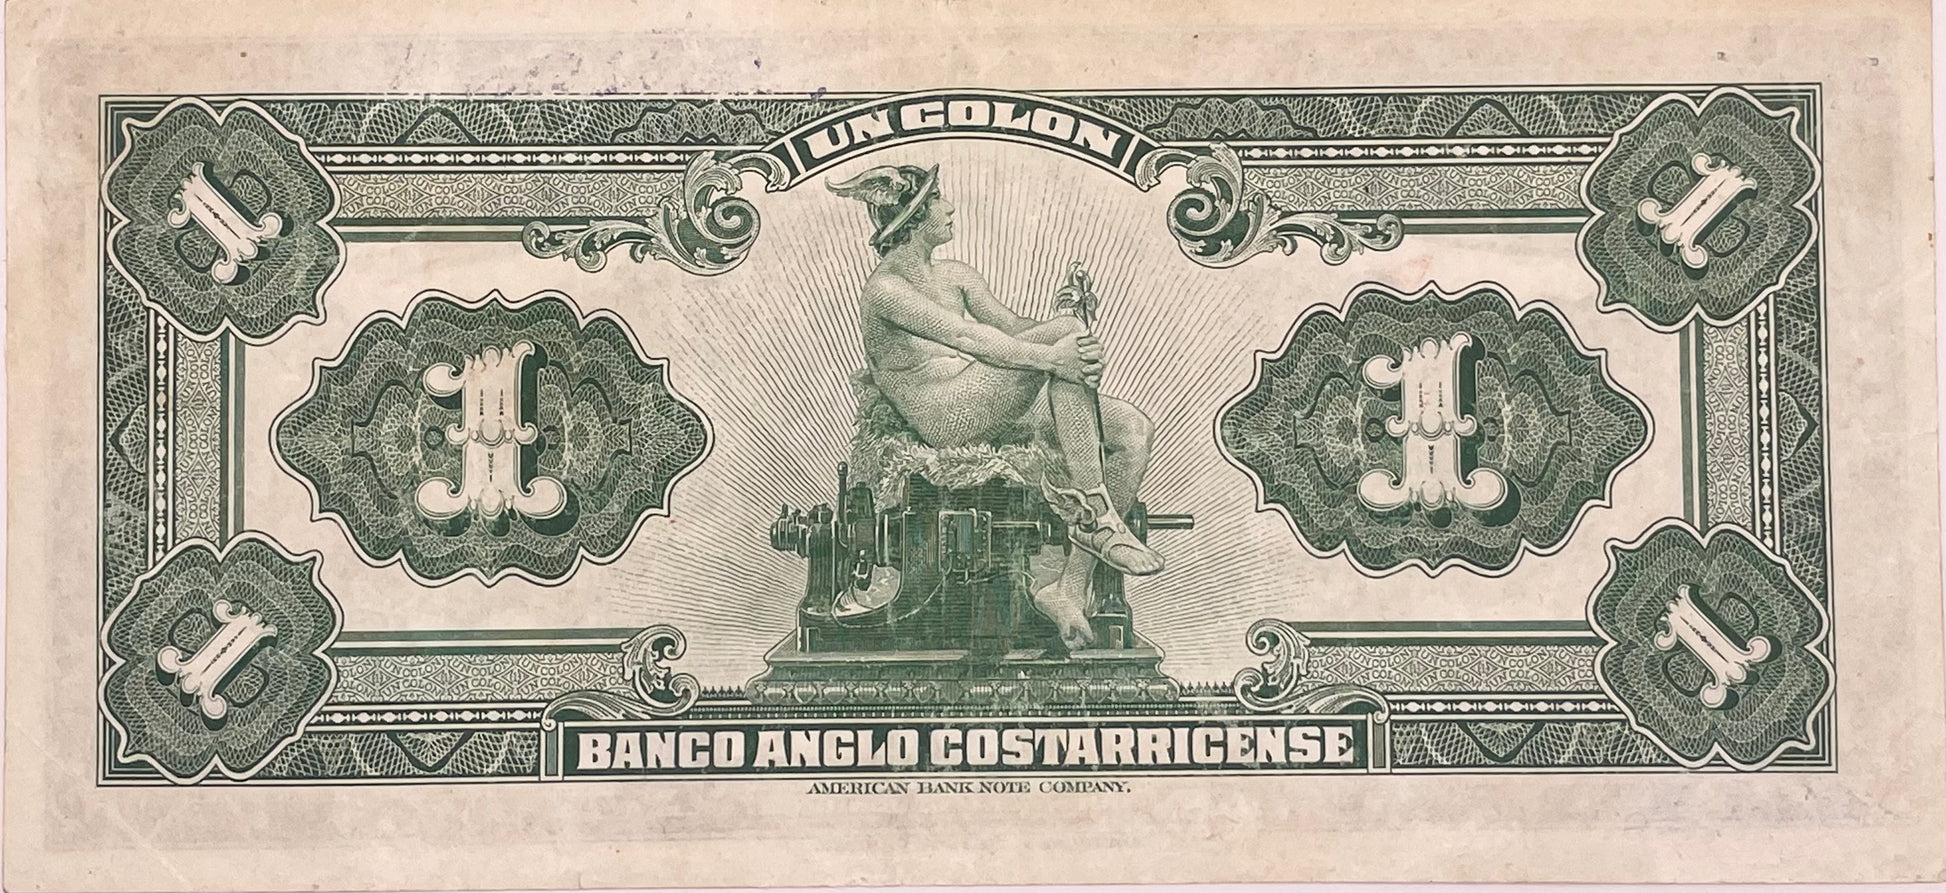 UN COLON
1 1
1 1
1 1
BANCO ANGLO COSTARRICENSE
AMERICAN BANK NOTE COMPANY.